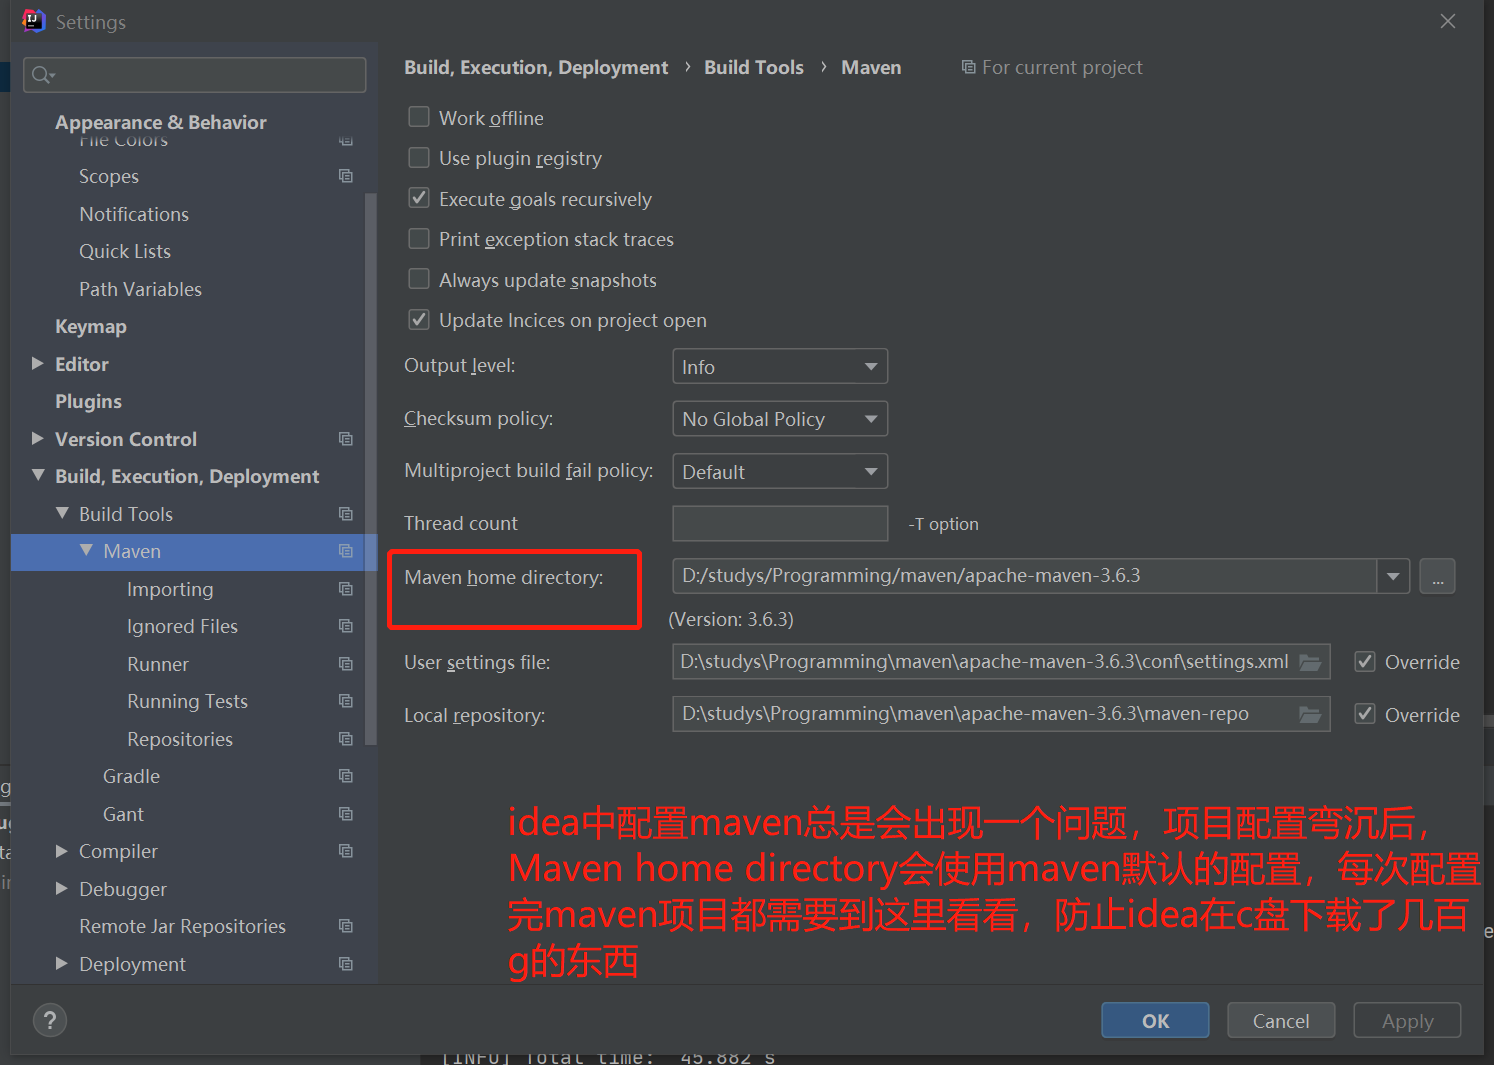 Settings
Build, Execution, Deployment › Build Tools › Maven For current project
Appearance & Behavior
File Colors
Scopes
Notifications
Quick Lists
Path Variables
Keymap
Editor
Plugins
Version Control
Build, Execution, Deployment
Build Tools
Maven
Importing
Ignored Files
Runner
Running Tests
Repositories
Gradle
Gant
Compiler
Debugger
Remote Jar Repositories
Deployment
Work offline
Use plugin registry
Execute goals recursively
Print exception stack traces
Always update snapshots
Update Incices on project open
Output level: Info
Checksum policy: No Global Policy
Multiproject build fail policy: Default
Thread count -T option
Maven home directory: D:/studys/Programming/maven/apache-maven-3.6.3 ...
(Version: 3.6.3)
User settings file: D:\studys\Programming\maven\apache-maven-3.6.3\conf\settings.xml Override
Local repository: D:\studys\Programming\maven\apache-maven-3.6.3\maven-repo Override
idea中配置maven总是会出现一个问题，项目配置弯沉后，
Maven home directory会使用maven默认的配置，每次配置
完maven项目都需要到这里看看，防止idea在c盘下载了几百
g的东西
? OK Cancel Apply
[INFO] Total time: 45.882 s